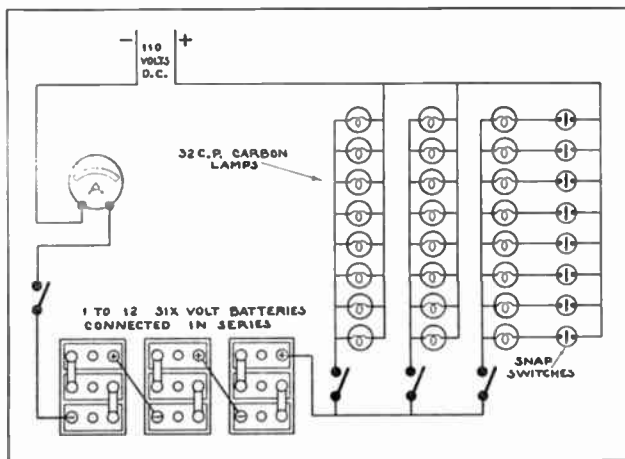 − 110 +
VOLTS
D.C.
32 C.P. CARBON
LAMPS
A.
1 TO 12 SIX VOLT BATTERIES
CONNECTED IN SERIES
SNAP
SWITCHES